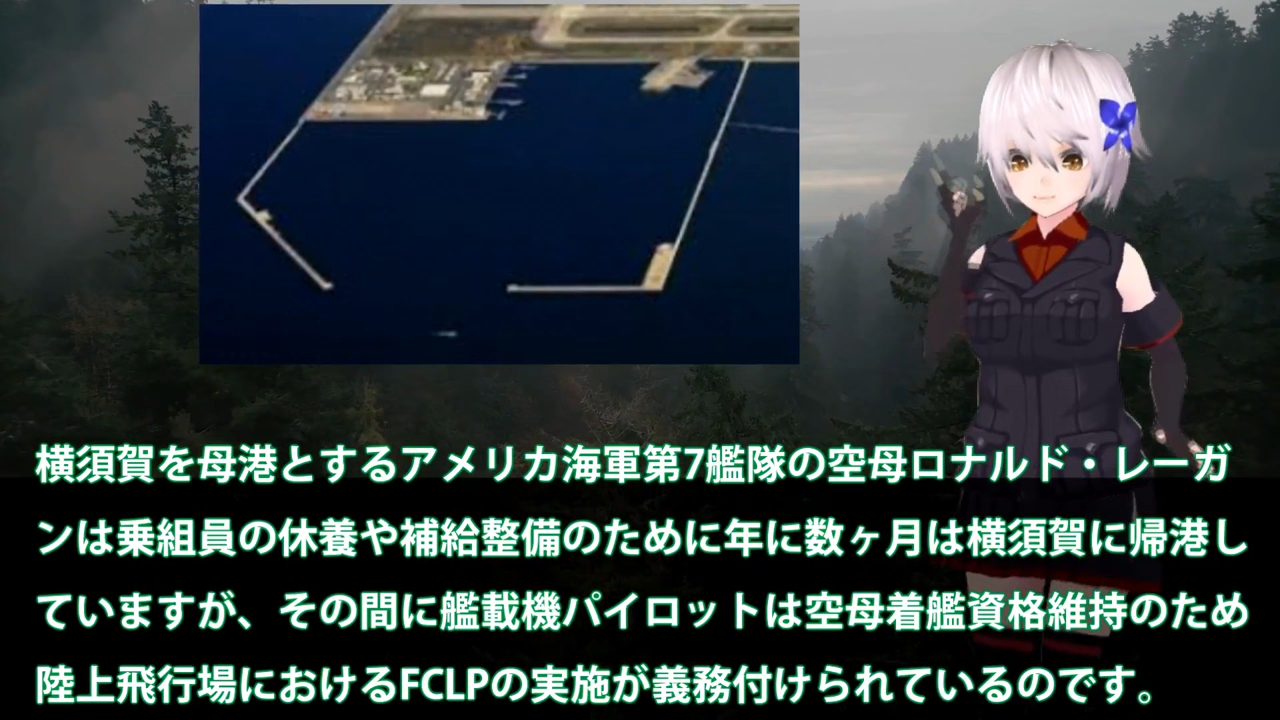 横須賀を母港とするアメリカ海軍第7艦隊の空母ロナルド・レーガ
ンは乗組員の休養や補給整備のために年に数ヶ月は横須賀に帰港し
ていますが、その間に艦載機パイロットは空母着艦資格維持のため
陸上飛行場におけるFCLPの実施が義務付けられているのです。